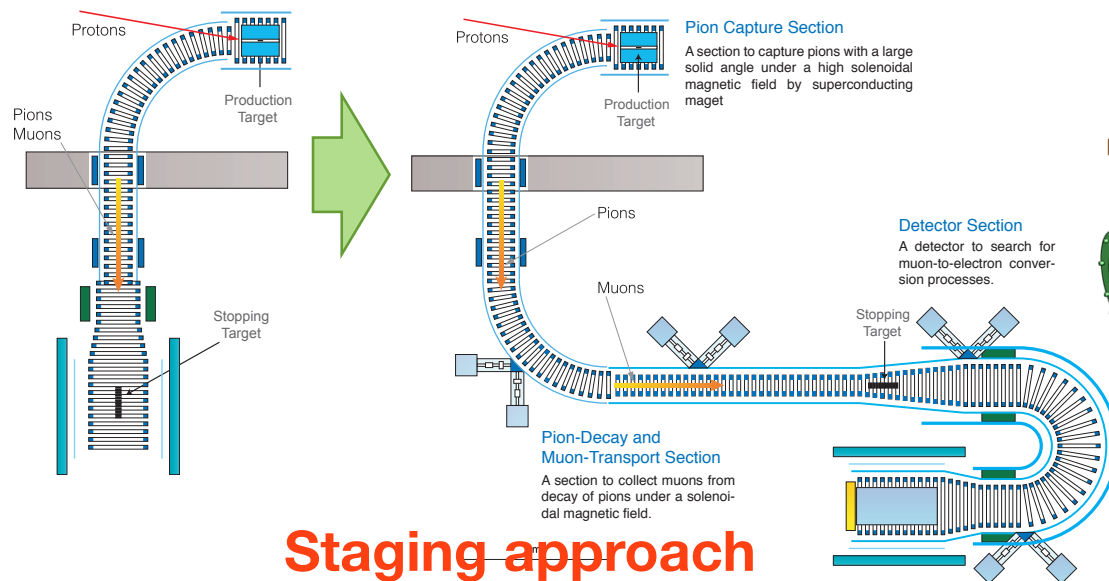 Protons
Production
Target
Pions
Muons
Stopping
Target
Protons
Production
Target
Pion Capture Section
A section to capture pions with a large
solid angle under a high solenoidal
magnetic field by superconducting
maget
Pions
Muons
Detector Section
A detector to search for
muon-to-electron conver-
sion processes.
Stopping
Target
Pion-Decay and
Muon-Transport Section
A section to collect muons from
decay of pions under a solenoi-
dal magnetic field.
Staging approach